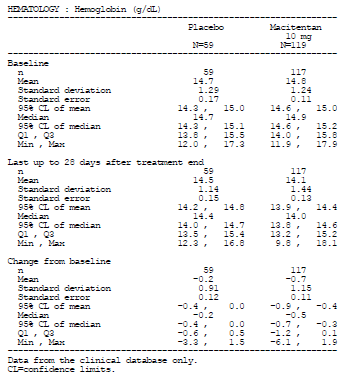 HEMATOLOGY : Hemoglobin (g/dL)
Placebo Macitentan
10 mg
N=59 N=119
Baseline
n 59 117
Mean 14.7 14.8
Standard deviation 1.29 1.24
Standard error 0.17 0.11
95% CL of mean 14.3 , 15.0 14.6 , 15.0
Median 14.7 14.9
95% CL of median 14.3 , 15.1 14.6 , 15.2
Q1 , Q3 13.8 , 15.5 14.0 , 15.8
Min , Max 12.0 , 17.3 11.9 , 17.9
Last up to 28 days after treatment end
n 59 117
Mean 14.5 14.1
Standard deviation 1.14 1.44
Standard error 0.15 0.13
95% CL of mean 14.2 , 14.8 13.9 , 14.4
Median 14.4 14.0
95% CL of median 14.0 , 14.7 13.8 , 14.6
Q1 , Q3 13.5 , 15.4 13.2 , 15.2
Min , Max 12.3 , 16.8 9.8 , 18.1
Change from baseline
n 59 117
Mean -0.2 -0.7
Standard deviation 0.91 1.15
Standard error 0.12 0.11
95% CL of mean -0.4 , 0.0 -0.9 , -0.4
Median -0.2 -0.5
95% CL of median -0.4 , 0.0 -0.7 , -0.3
Q1 , Q3 -0.6 , 0.5 -1.2 , 0.1
Min , Max -3.3 , 1.5 -6.1 , 1.9
Data from the clinical database only.
CL=confidence limits.